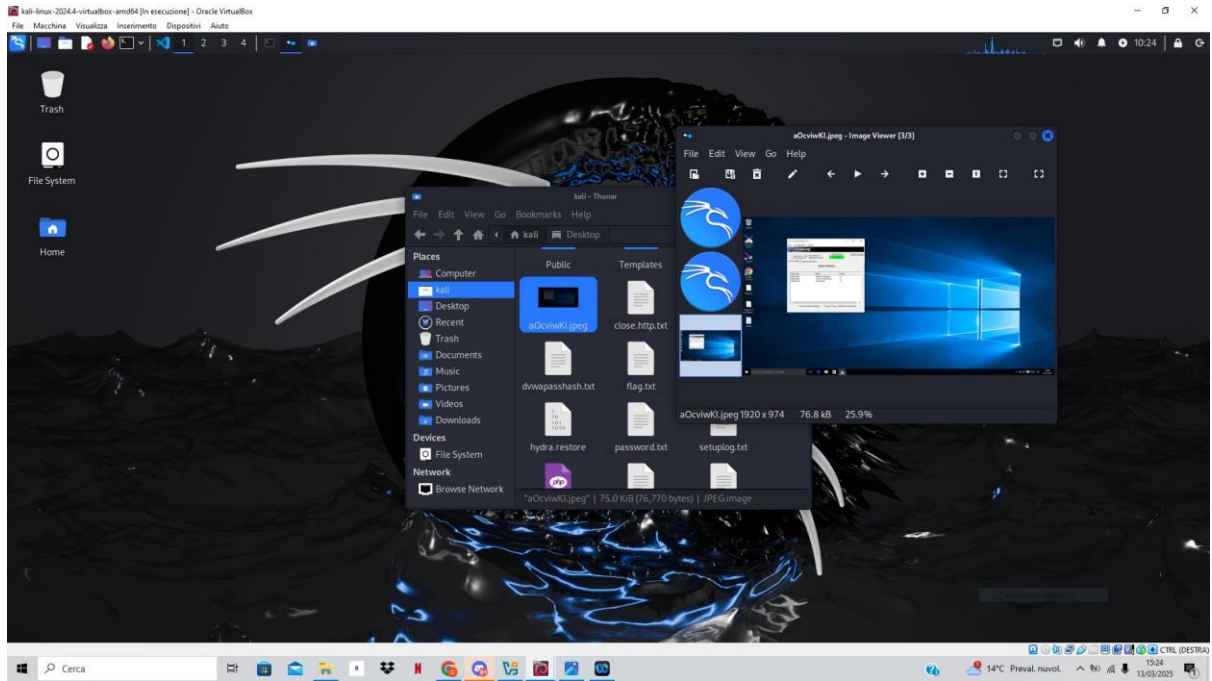 kali-linux-2024.4-virtualbox-amd64 [In esecuzione] - Oracle VirtualBox
File Macchina Visualizza Inserimento Dispositivi Aiuto
1 2 3 4
10:24
Trash
File System
Home
aOcviwKI.jpeg - Image Viewer [3/3]
File Edit View Go Help
kali - Thunar
File Edit View Go Bookmarks Help
kali Desktop
Places
Computer
kali
Desktop
Recent
Trash
Documents
Music
Pictures
Videos
Downloads
Devices
File System
Network
Browse Network
Public Templates
aOcviwKI.jpeg close.http.txt
dvwapasshash.txt flag.txt
hydra.restore password.txt setuplog.txt
php
"aOcviwKI.jpeg" | 75.0 KiB (76,770 bytes) | JPEG image
aOcviwKI.jpeg 1920 x 974 76.8 kB 25.9%
CTRL (DESTRA)
Cerca
14°C Preval. nuvol.
15:24
13/03/2025